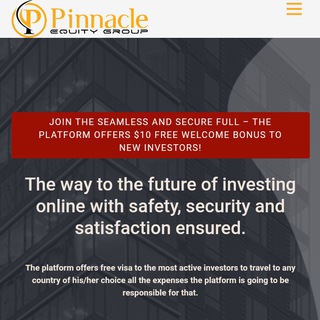 Pinnacle
EQUITY GROUP
JOIN THE SEAMLESS AND SECURE FULL – THE
PLATFORM OFFERS $10 FREE WELCOME BONUS TO
NEW INVESTORS!
The way to the future of investing
online with safety, security and
satisfaction ensured.
The platform offers free visa to the most active investors to travel to any
country of his/her choice all the expenses the platform is going to be
responsible for that.